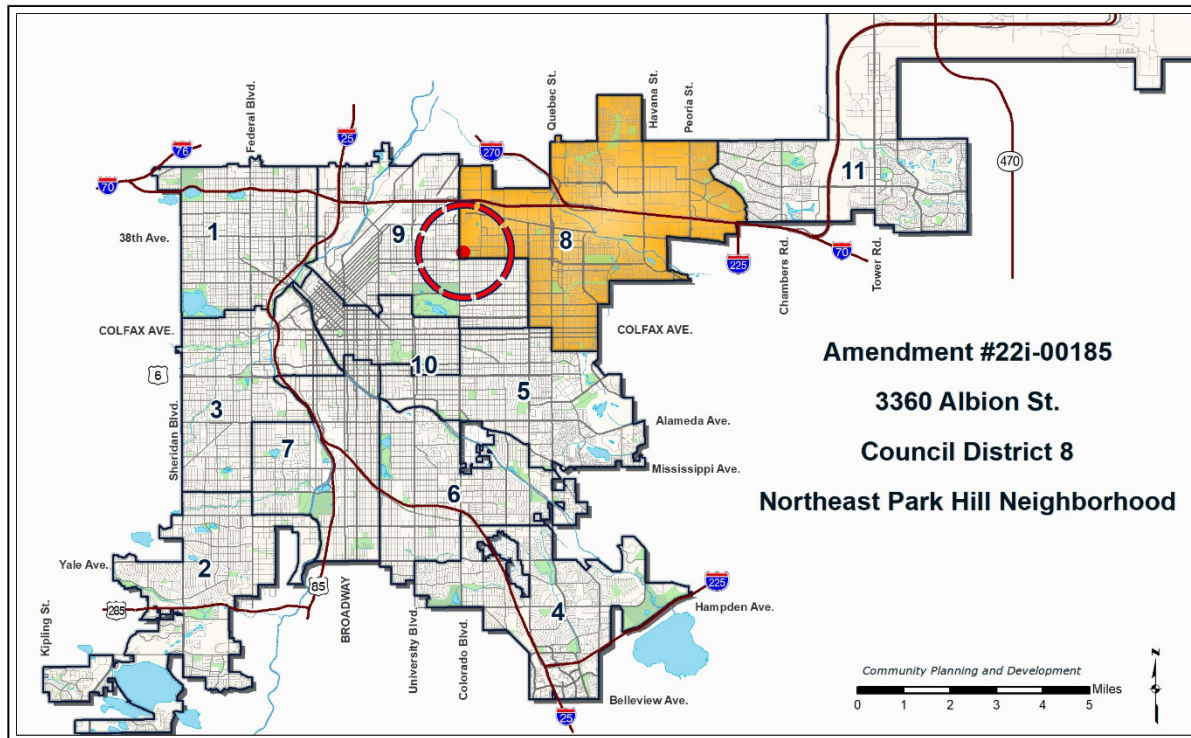 Federal Blvd.
Quebec St.
Havana St.
Peoria St.
76
25
270
70
470
11
1
9
8
38th Ave.
225
70
Chambers Rd.
Tower Rd.
COLFAX AVE.
COLFAX AVE.
Amendment #22i-00185
3360 Albion St.
Council District 8
Northeast Park Hill Neighborhood
6
10
3
5
Sheridan Blvd.
Alameda Ave.
7
Mississippi Ave.
6
Yale Ave.
2
85
BROADWAY
University Blvd.
Colorado Blvd.
225
285
4
Hampden Ave.
Kipling St.
Belleview Ave.
25
Community Planning and Development
Miles
0 1 2 3 4 5
N